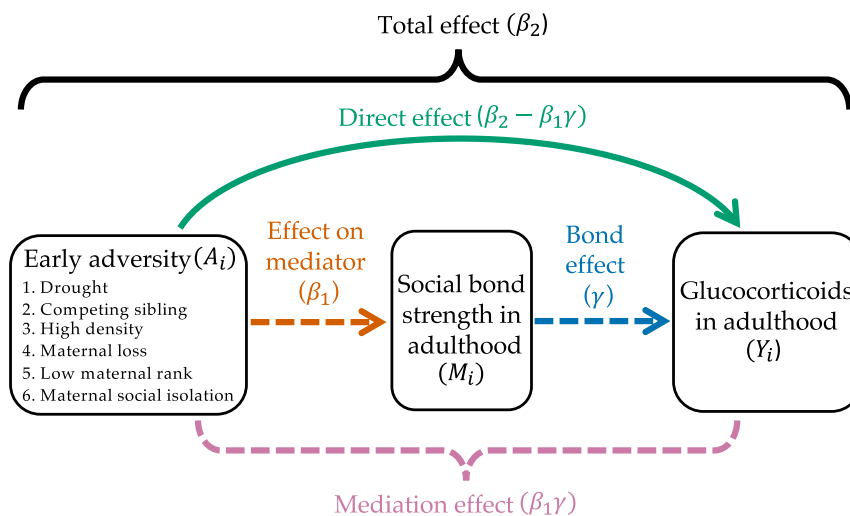 Total effect (β₂)
Direct effect (β₂ − β₁γ)
Early adversity (Aᵢ)
1. Drought
2. Competing sibling
3. High density
4. Maternal loss
5. Low maternal rank
6. Maternal social isolation
Effect on
mediator
(β₁)
Social bond
strength in
adulthood
(Mᵢ)
Bond
effect
(γ)
Glucocorticoids
in adulthood
(Yᵢ)
Mediation effect (β₁γ)